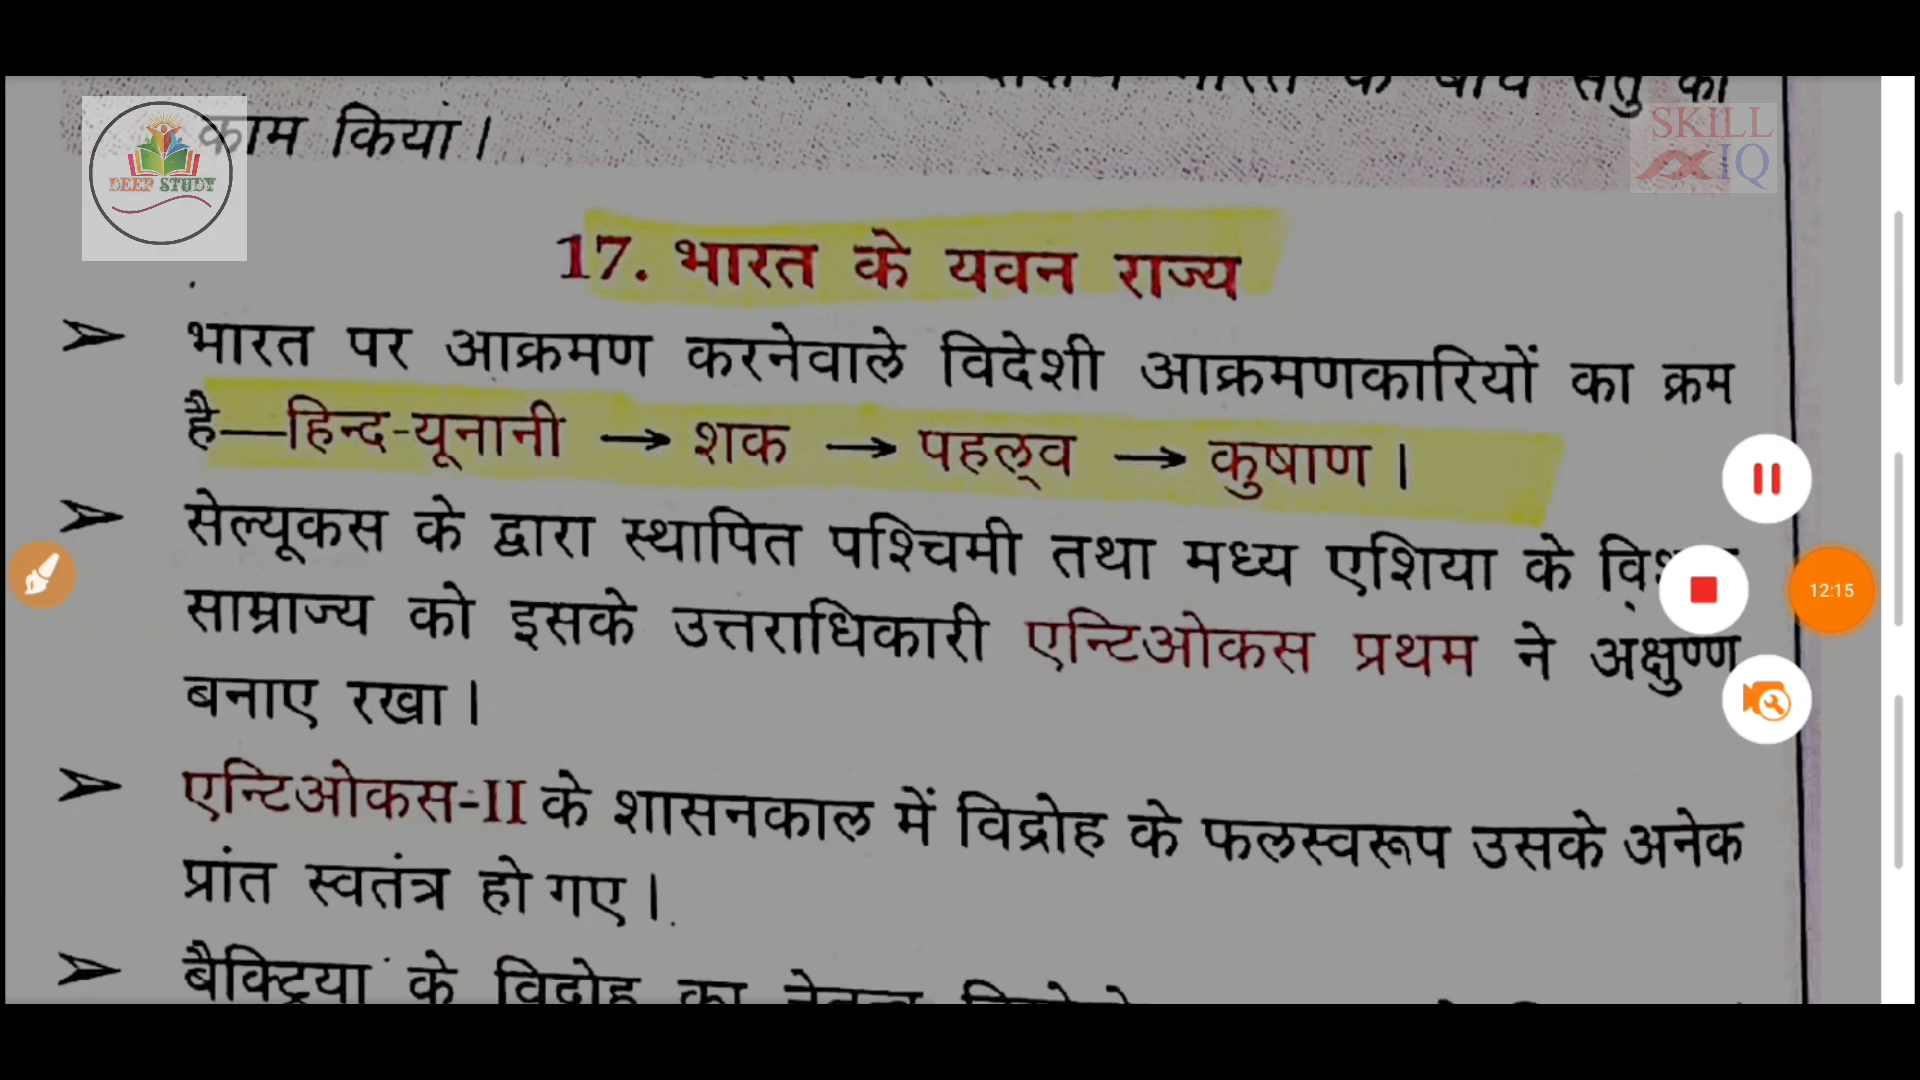 के बीच सेतु का
काम किया।
DEEP STUDY
SKILL
IQ
17. भारत के यवन राज्य
भारत पर आक्रमण करनेवाले विदेशी आक्रमणकारियों का क्रम
है—हिन्द-यूनानी → शक → पहल्व → कुषाण।
सेल्यूकस के द्वारा स्थापित पश्चिमी तथा मध्य एशिया के
साम्राज्य को इसके उत्तराधिकारी एन्टिओकस प्रथम ने अक्षुण्ण
बनाए रखा।
12:15
एन्टिओकस-II के शासनकाल में विद्रोह के फलस्वरूप उसके अनेक
प्रांत स्वतंत्र हो गए।
बैक्ट्रिया के विद्रोह का